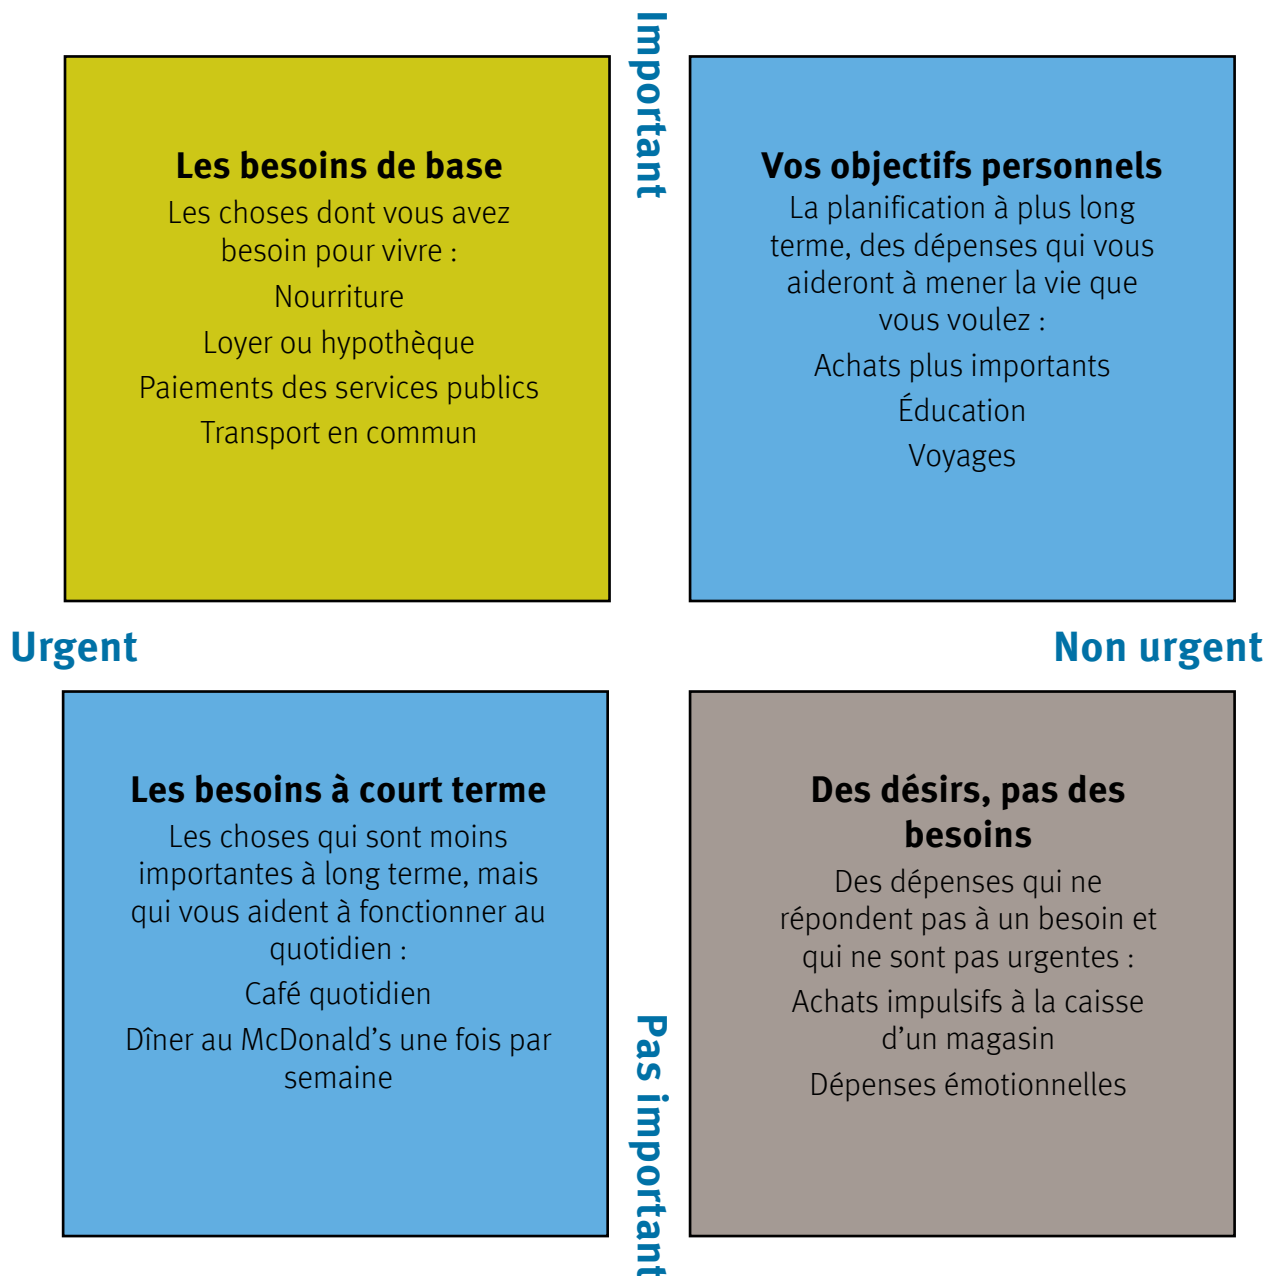 Important
Les besoins de base
Les choses dont vous avez
besoin pour vivre :
Nourriture
Loyer ou hypothèque
Paiements des services publics
Transport en commun
Vos objectifs personnels
La planification à plus long
terme, des dépenses qui vous
aideront à mener la vie que
vous voulez :
Achats plus importants
Éducation
Voyages
Urgent
Non urgent
Les besoins à court terme
Les choses qui sont moins
importantes à long terme, mais
qui vous aident à fonctionner au
quotidien :
Café quotidien
Dîner au McDonald’s une fois par
semaine
Des désirs, pas des
besoins
Des dépenses qui ne
répondent pas à un besoin et
qui ne sont pas urgentes :
Achats impulsifs à la caisse
d’un magasin
Dépenses émotionnelles
Pas important